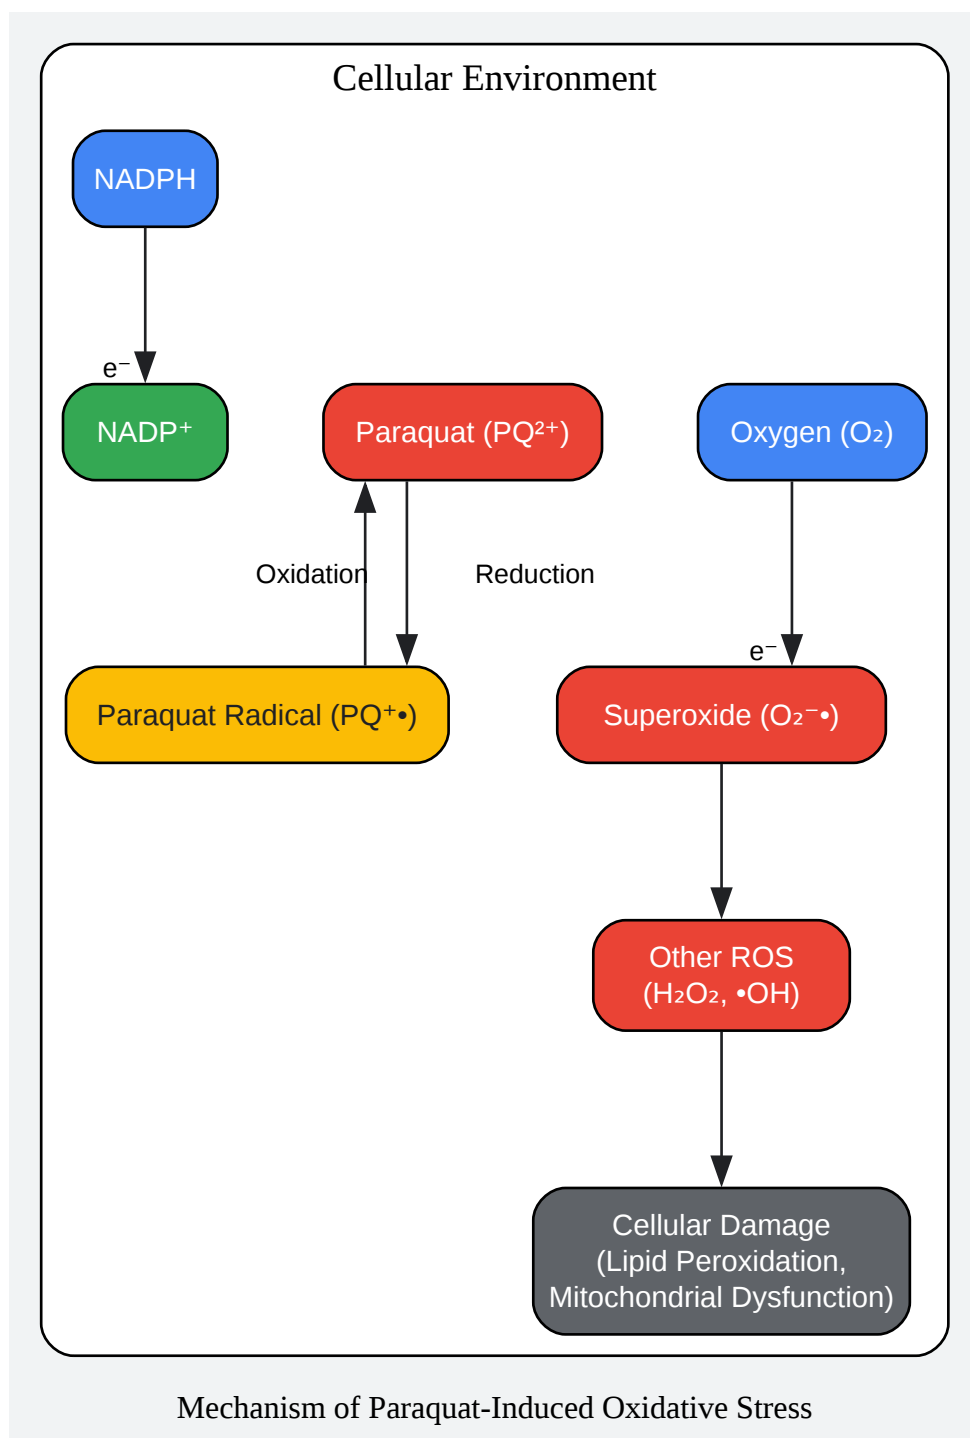 Cellular Environment
NADPH
e⁻
NADP⁺
Paraquat (PQ²⁺)
Oxygen (O₂)
Oxidation
Reduction
e⁻
Paraquat Radical (PQ⁺•)
Superoxide (O₂⁻•)
Other ROS
(H₂O₂, •OH)
Cellular Damage
(Lipid Peroxidation,
Mitochondrial Dysfunction)
Mechanism of Paraquat-Induced Oxidative Stress